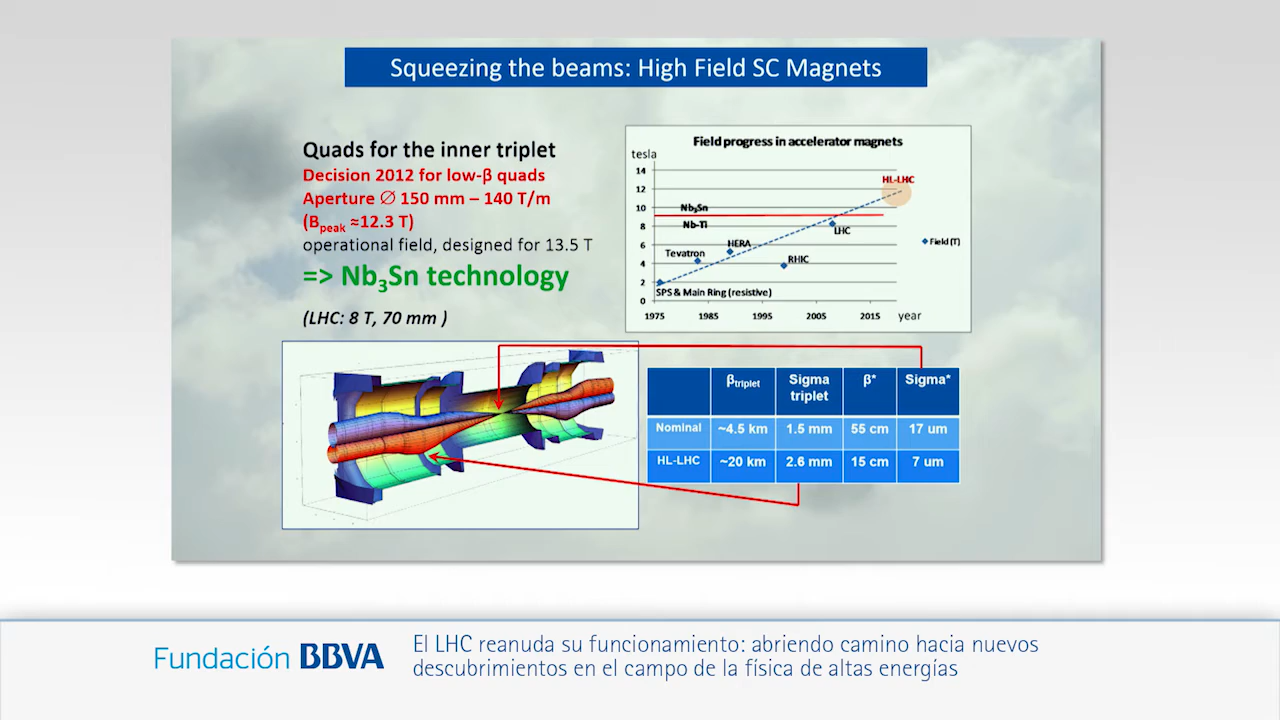 Squeezing the beams: High Field SC Magnets
Quads for the inner triplet
Decision 2012 for low-β quads
Aperture ∅ 150 mm – 140 T/m
(Bpeak ≈12.3 T)
operational field, designed for 13.5 T
=> Nb3Sn technology
(LHC: 8 T, 70 mm )
Field progress in accelerator magnets
tesla
14
12
10
8
6
4
2
0
HL-LHC
Nb3Sn
Nb-Ti
LHC
HERA
Tevatron
RHIC
Field (T)
SPS & Main Ring (resistive)
1975 1985 1995 2005 2015 year
βtriplet Sigma triplet β* Sigma*
Nominal ~4.5 km 1.5 mm 55 cm 17 um
HL-LHC ~20 km 2.6 mm 15 cm 7 um
Fundación BBVA
El LHC reanuda su funcionamiento: abriendo camino hacia nuevos
descubrimientos en el campo de la física de altas energías